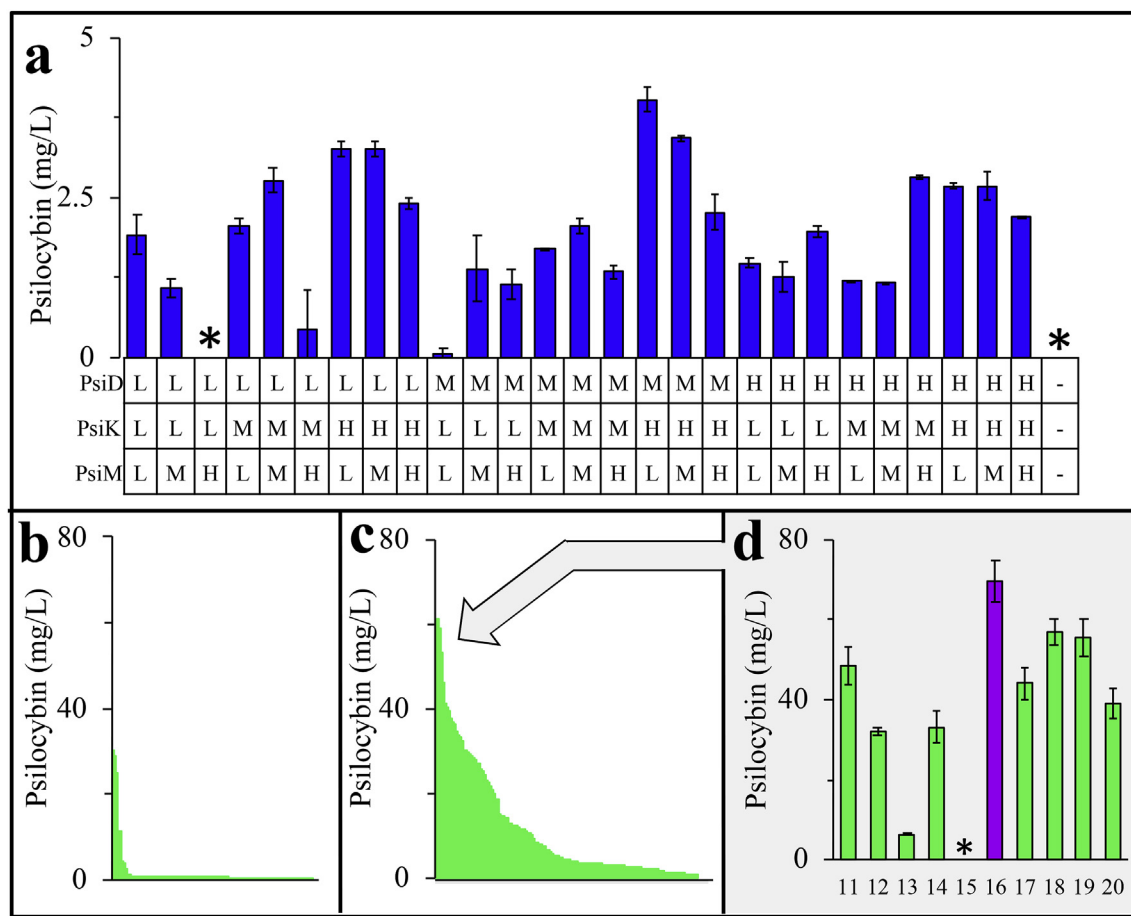 a
Psilocybin (mg/L)
5
2.5
0
*
*
PsiD L L L L L L L L L M M M M M M M M M H H H H H H H H H -
PsiK L L L M M M H H H L L L M M M H H H L L L M M M H H H -
PsiM L M H L M H L M H L M H L M H L M H L M H L M H L M H -
b
Psilocybin (mg/L)
80
40
0
c
Psilocybin (mg/L)
80
40
0
d
Psilocybin (mg/L)
80
40
0
*
11 12 13 14 15 16 17 18 19 20